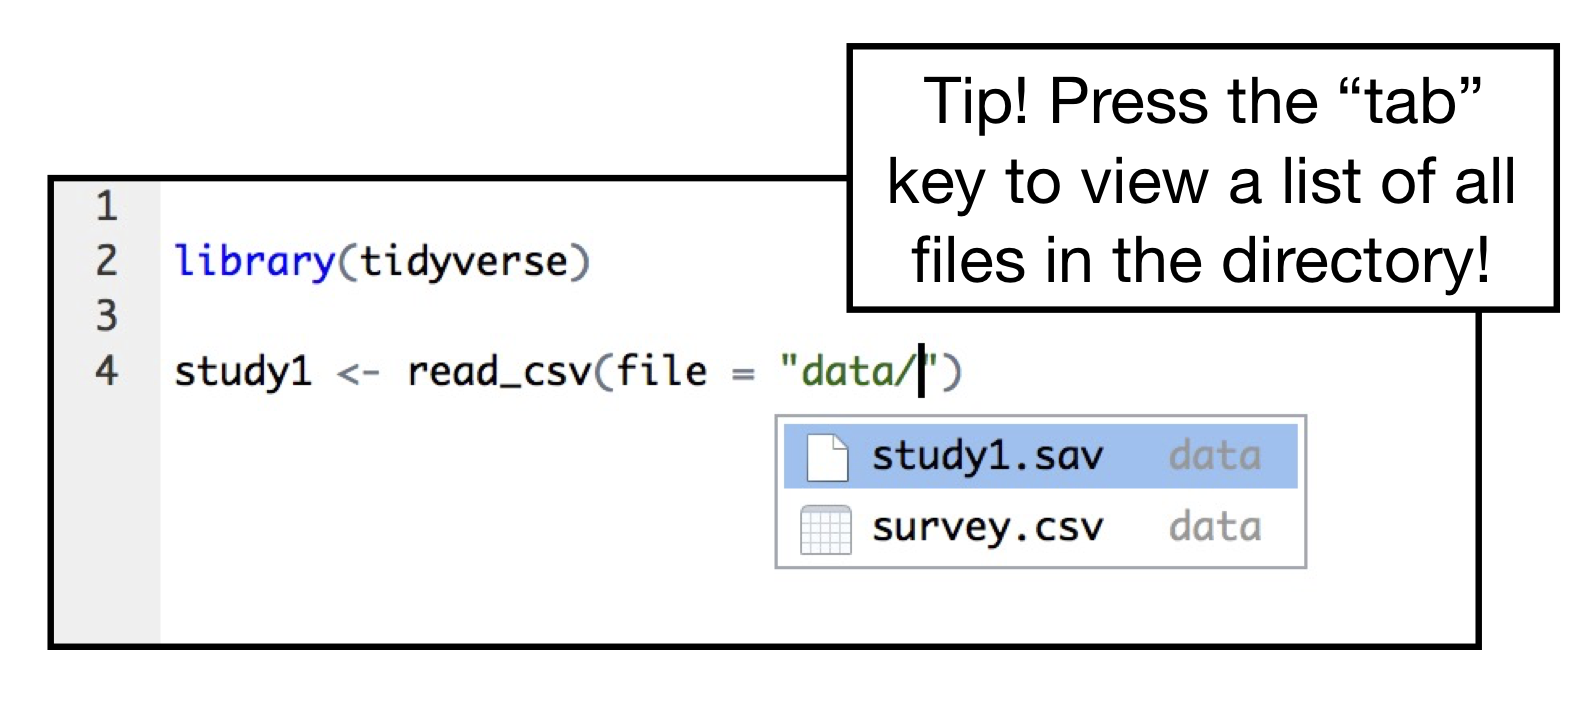 Tip! Press the “tab”
key to view a list of all
files in the directory!
1
2 library(tidyverse)
3
4 study1 <- read_csv(file = "data/")
study1.sav data
survey.csv data